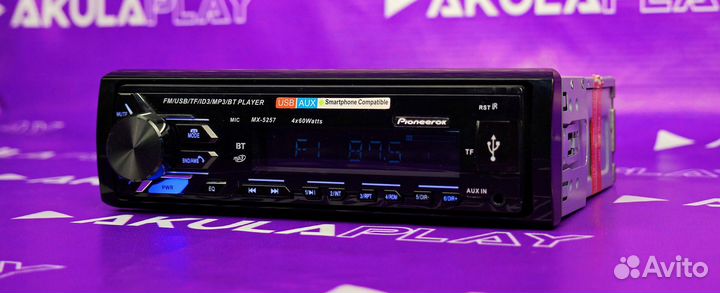 AKULAPLAY
AKULAPLAY
FM/USB/TF/ID3/MP3/BT PLAYER
USB AUX Smartphone Compatible
RST IR
MUTE
MODE
MIC
MX-5257
4x60Watts
Pioneerok
BT
mp3
F1 87.5
TF
BND/AMS
PWR
EQ
1/
2/INT
3/RPT
4/RDM
5/DIR-
6/DIR+
AUX IN
AKULAPLAY
Avito